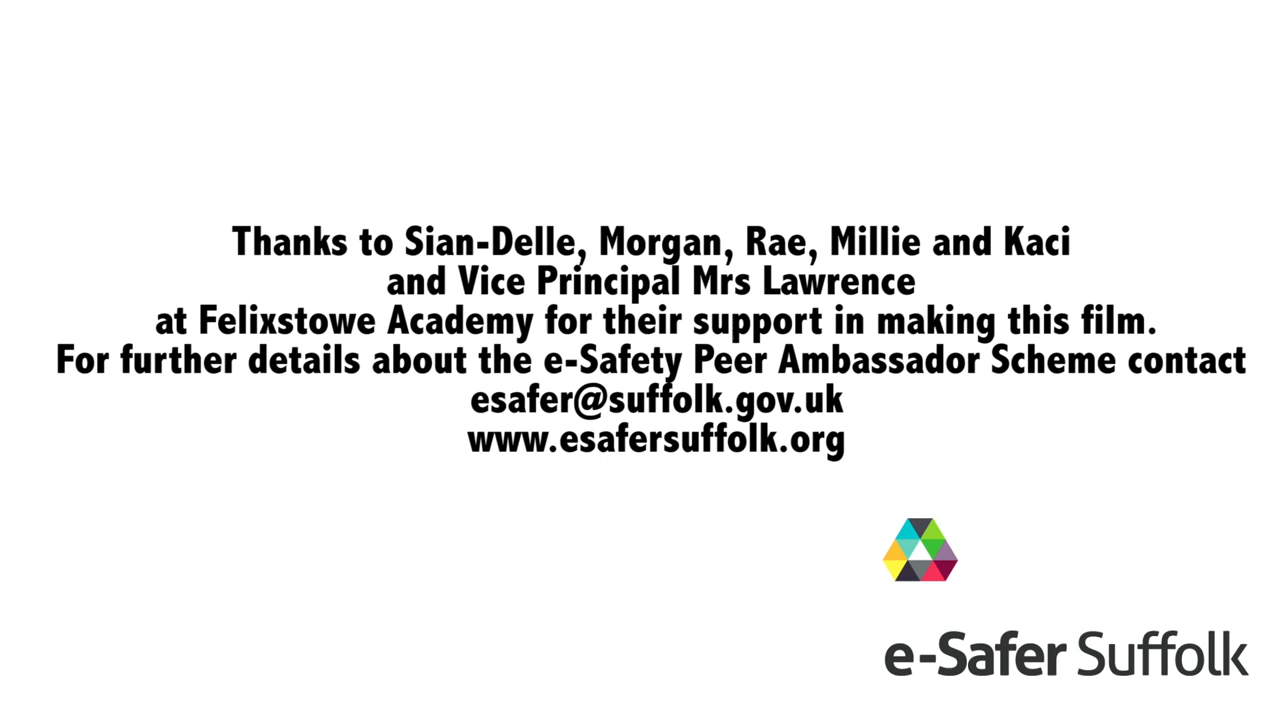 Thanks to Sian-Delle, Morgan, Rae, Millie and Kaci
and Vice Principal Mrs Lawrence
at Felixstowe Academy for their support in making this film.
For further details about the e-Safety Peer Ambassador Scheme contact
esafer@suffolk.gov.uk
www.esafersuffolk.org
e-Safer Suffolk